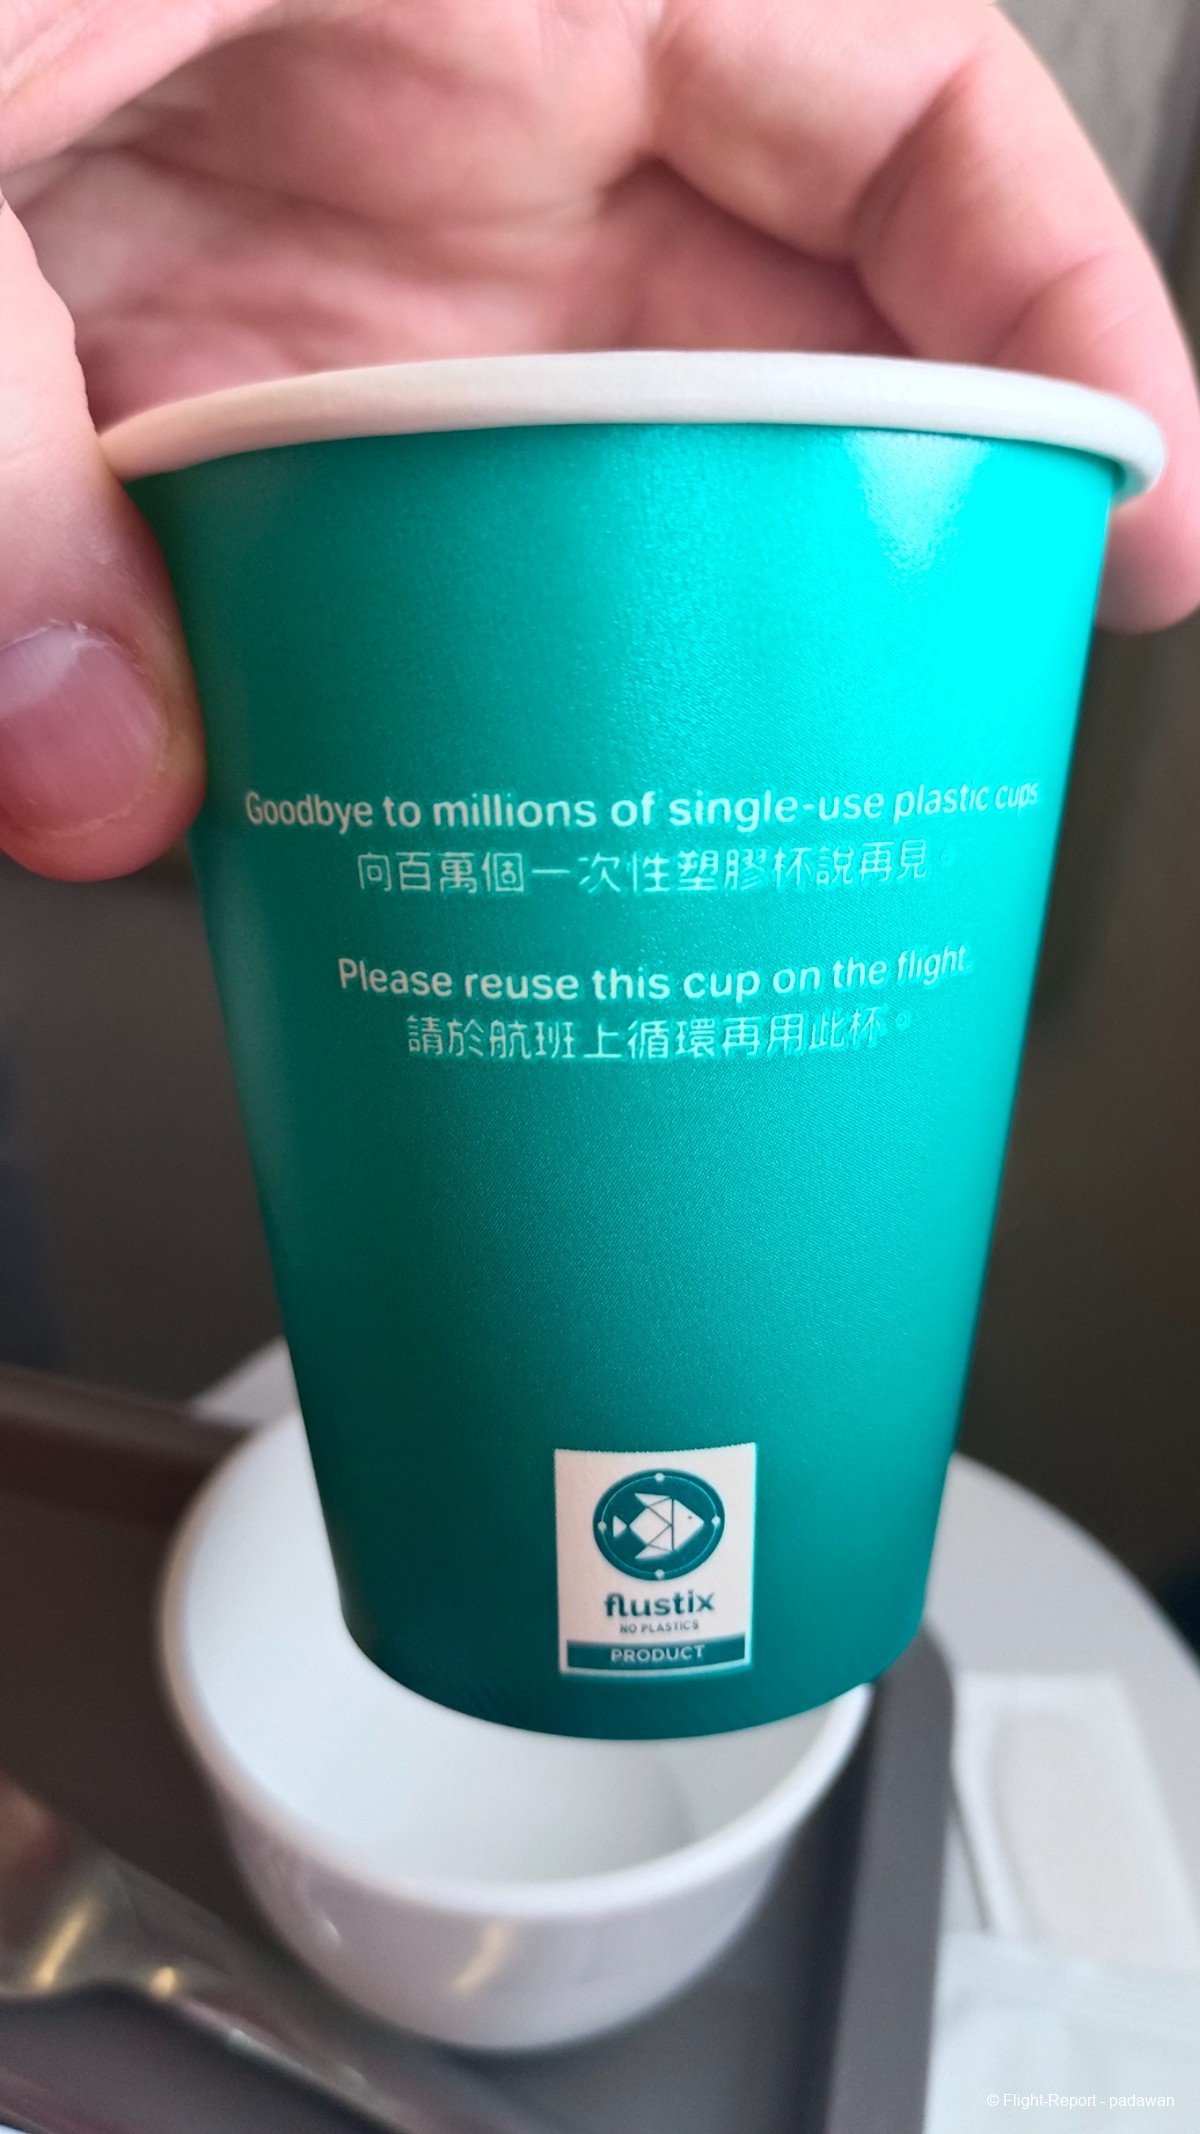 Goodbye to millions of single-use plastic cups
向百萬個一次性塑膠杯說再見。
Please reuse this cup on the flight.
請於航班上循環再用此杯。
flustix
NO PLASTICS
PRODUCT
© Flight-Report - padawan